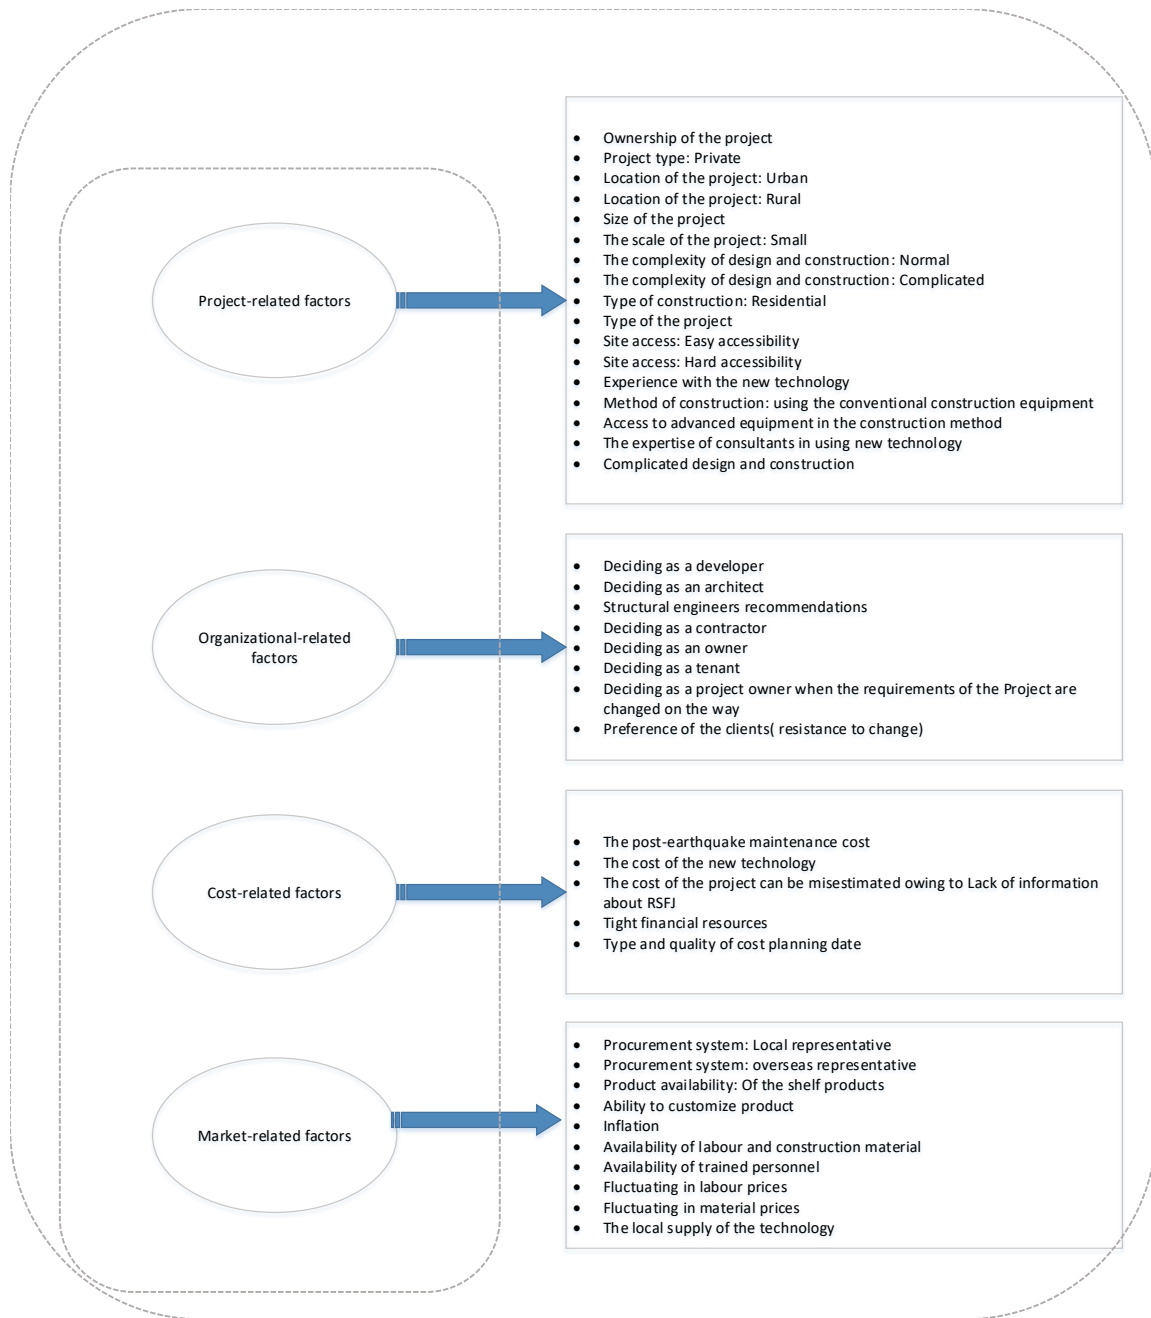 Project-related factors
• Ownership of the project
• Project type: Private
• Location of the project: Urban
• Location of the project: Rural
• Size of the project
• The scale of the project: Small
• The complexity of design and construction: Normal
• The complexity of design and construction: Complicated
• Type of construction: Residential
• Type of the project
• Site access: Easy accessibility
• Site access: Hard accessibility
• Experience with the new technology
• Method of construction: using the conventional construction equipment
• Access to advanced equipment in the construction method
• The expertise of consultants in using new technology
• Complicated design and construction
Organizational-related
factors
• Deciding as a developer
• Deciding as an architect
• Structural engineers recommendations
• Deciding as a contractor
• Deciding as an owner
• Deciding as a tenant
• Deciding as a project owner when the requirements of the Project are
changed on the way
• Preference of the clients( resistance to change)
Cost-related factors
• The post-earthquake maintenance cost
• The cost of the new technology
• The cost of the project can be misestimated owing to Lack of information
about RSFJ
• Tight financial resources
• Type and quality of cost planning date
Market-related factors
• Procurement system: Local representative
• Procurement system: overseas representative
• Product availability: Of the shelf products
• Ability to customize product
• Inflation
• Availability of labour and construction material
• Availability of trained personnel
• Fluctuating in labour prices
• Fluctuating in material prices
• The local supply of the technology